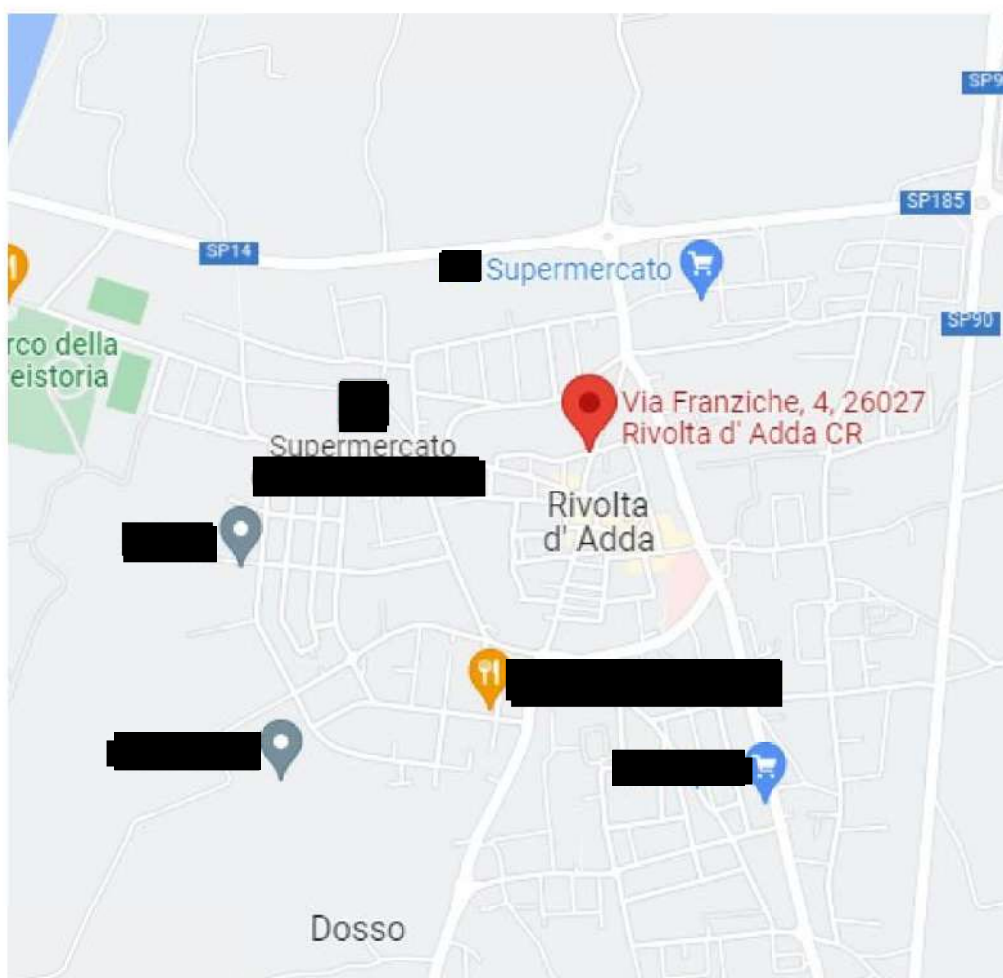 SP9
SP185
SP14
Supermercato
SP90
rco della
eistoria
Via Franziche, 4, 26027
Rivolta d' Adda CR
Supermercato
Rivolta
d' Adda
Dosso